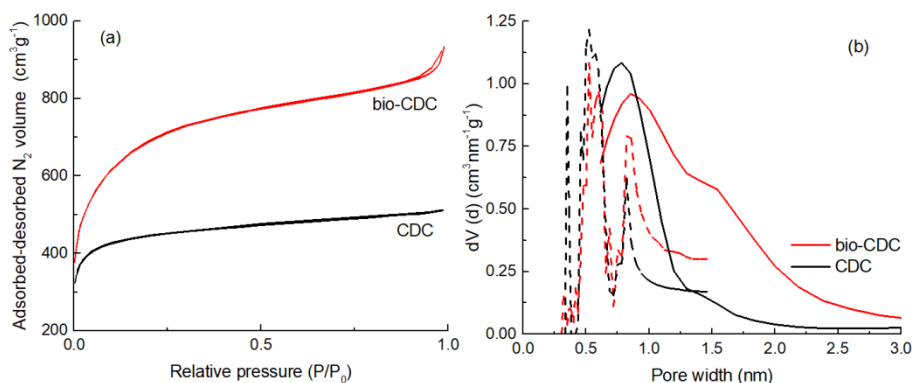 (a)
Adsorbed-desorbed N₂ volume (cm³g⁻¹)
1000
800
600
400
200
bio-CDC
CDC
0.0
0.5
1.0
Relative pressure (P/P₀)
(b)
dV (d) (cm³nm⁻¹g⁻¹)
1.25
1.00
0.75
0.50
0.25
0.00
bio-CDC
CDC
0.0
0.5
1.0
1.5
2.0
2.5
3.0
Pore width (nm)